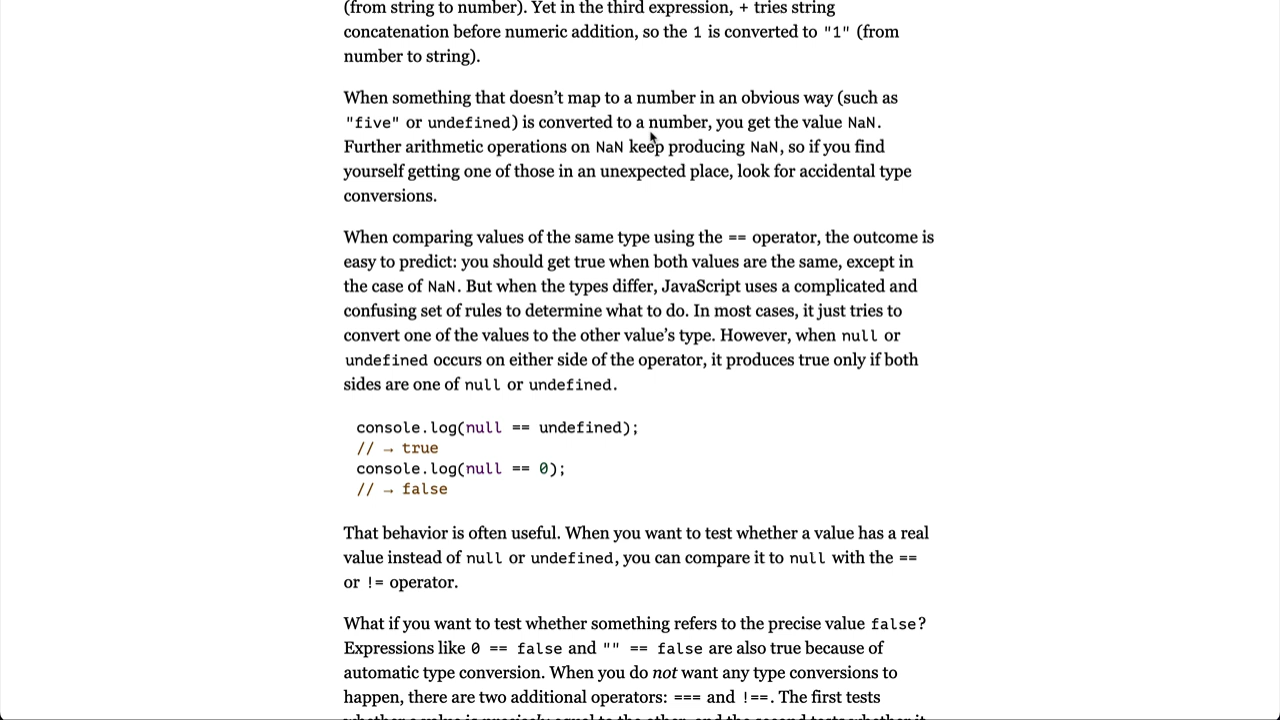 (from string to number). Yet in the third expression, + tries string
concatenation before numeric addition, so the 1 is converted to "1" (from
number to string).
When something that doesn’t map to a number in an obvious way (such as
"five" or undefined) is converted to a number, you get the value NaN.
Further arithmetic operations on NaN keep producing NaN, so if you find
yourself getting one of those in an unexpected place, look for accidental type
conversions.
When comparing values of the same type using the == operator, the outcome is
easy to predict: you should get true when both values are the same, except in
the case of NaN. But when the types differ, JavaScript uses a complicated and
confusing set of rules to determine what to do. In most cases, it just tries to
convert one of the values to the other value’s type. However, when null or
undefined occurs on either side of the operator, it produces true only if both
sides are one of null or undefined.
console.log(null == undefined);
// → true
console.log(null == 0);
// → false
That behavior is often useful. When you want to test whether a value has a real
value instead of null or undefined, you can compare it to null with the ==
or != operator.
What if you want to test whether something refers to the precise value false?
Expressions like 0 == false and "" == false are also true because of
automatic type conversion. When you do not want any type conversions to
happen, there are two additional operators: === and !==. The first tests